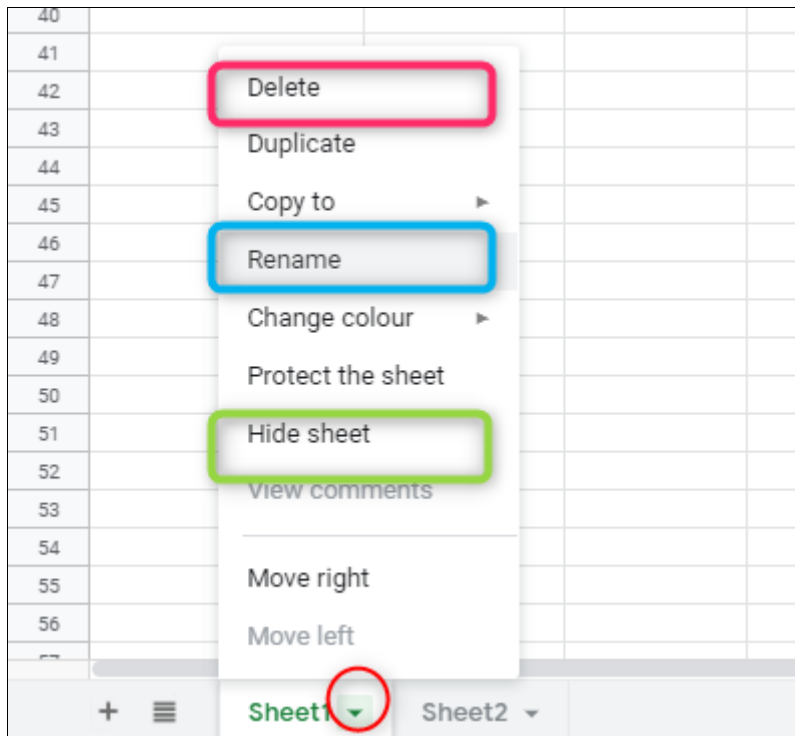 40
41
42
43
44
45
46
47
48
49
50
51
52
53
54
55
56
57
Delete
Duplicate
Copy to
Rename
Change colour
Protect the sheet
Hide sheet
View comments
Move right
Move left
Sheet1
Sheet2